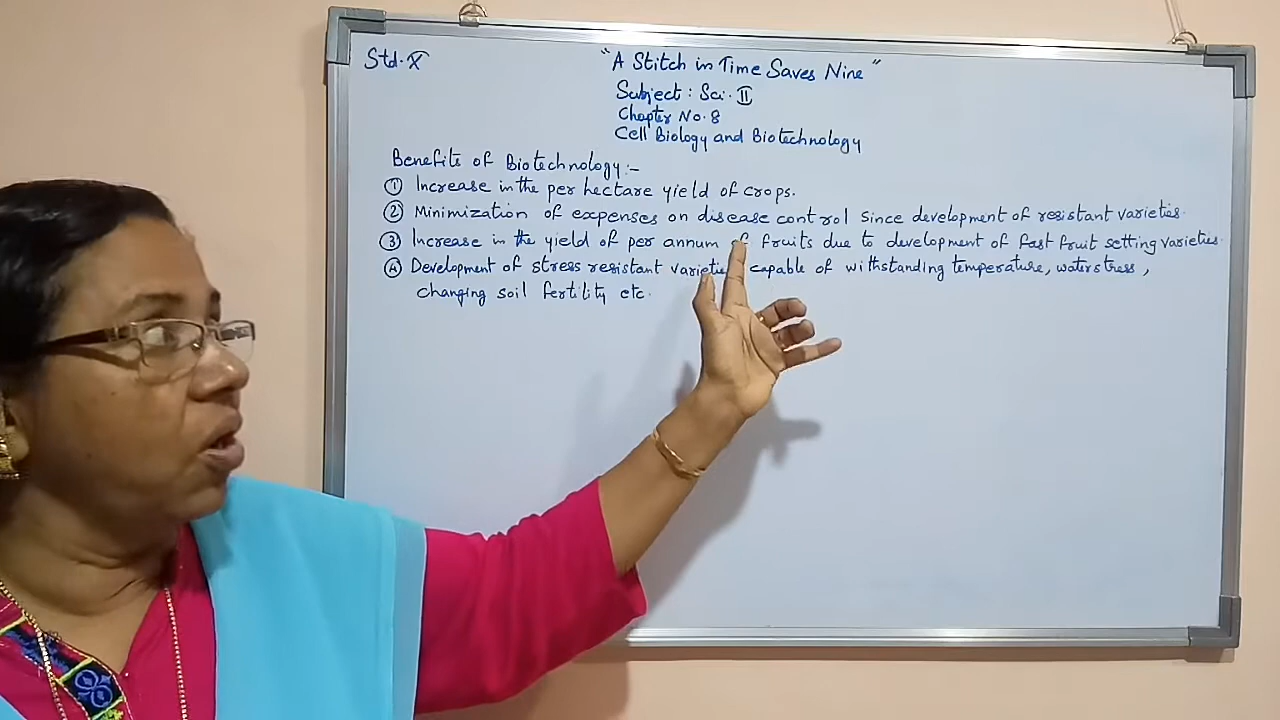 Std. X
"A Stitch in Time Saves Nine"
Subject : Sci. II
Chapter No. 8
Cell Biology and Biotechnology
Benefits of Biotechnology :-
① Increase in the per hectare yield of crops.
② Minimization of expenses on disease control since development of resistant varieties.
③ Increase in the yield of per annum of fruits due to development of fast fruit setting varieties.
④ Development of stress resistant varieties capable of withstanding temperature, water stress,
changing soil fertility etc.